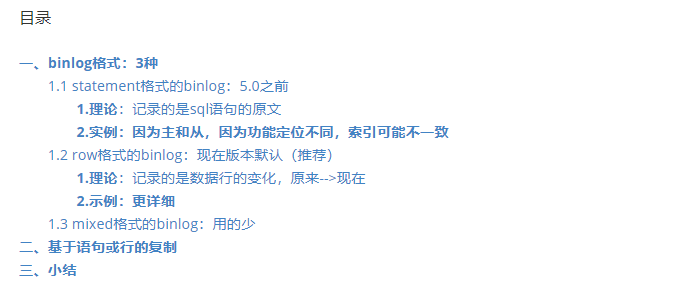 目录
一、binlog格式：3种
1.1 statement格式的binlog：5.0之前
1.理论：记录的是sql语句的原文
2.实例：因为主和从，因为功能定位不同，索引可能不一致
1.2 row格式的binlog：现在版本默认（推荐）
1.理论：记录的是数据行的变化，原来-->现在
2.示例：更详细
1.3 mixed格式的binlog：用的少
二、基于语句或行的复制
三、小结